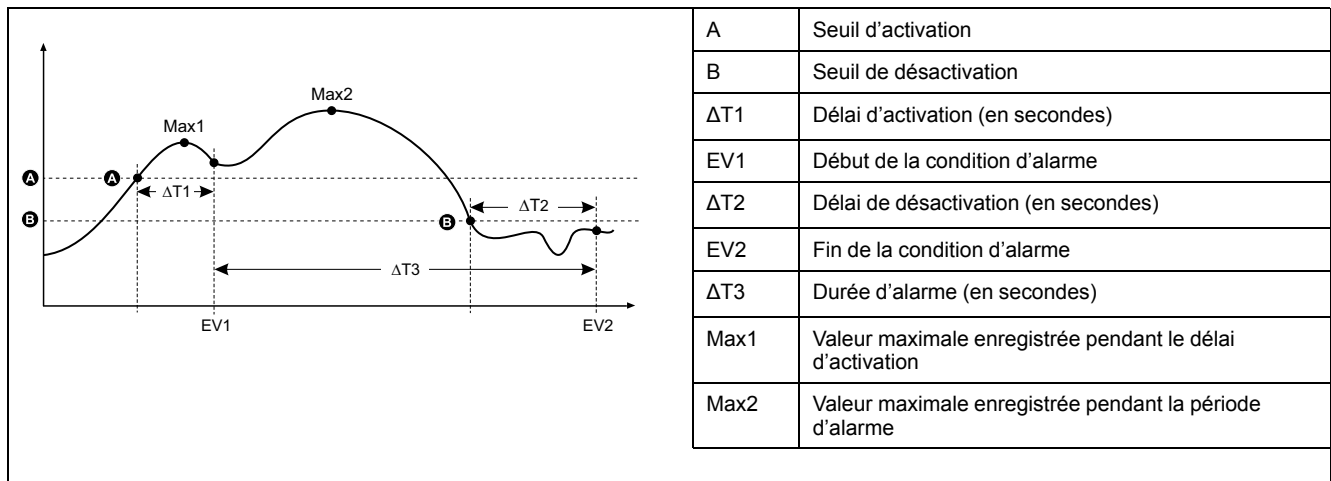 Max1
Max2
A
A
ΔT1
B
B
ΔT2
ΔT3
EV1
EV2
A Seuil d’activation
B Seuil de désactivation
ΔT1 Délai d’activation (en secondes)
EV1 Début de la condition d’alarme
ΔT2 Délai de désactivation (en secondes)
EV2 Fin de la condition d’alarme
ΔT3 Durée d’alarme (en secondes)
Max1 Valeur maximale enregistrée pendant le délai
d’activation
Max2 Valeur maximale enregistrée pendant la période
d’alarme